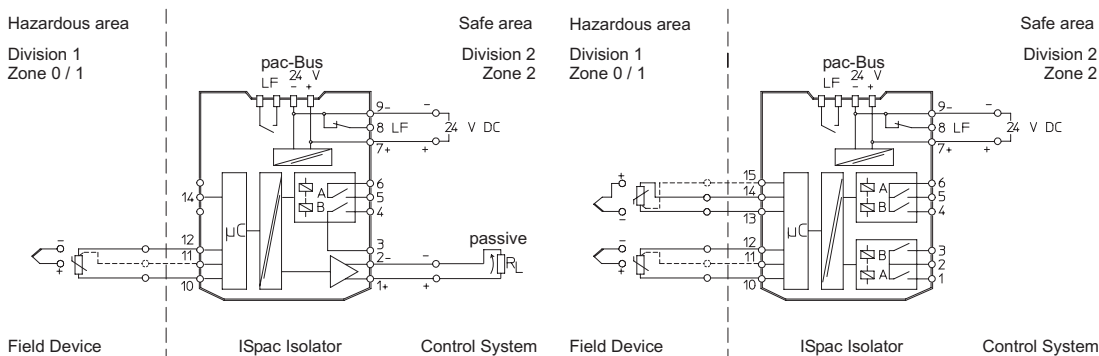 Hazardous area
Safe area
Division 1
Zone 0 / 1
Division 2
Zone 2
pac-Bus
LF 24 V
- +
9-
8 LF
7+
-
24 V DC
+
14
µC
A
B
6
5
4
12
11
10
3
2-
1+
-
+
-
+
passive
RL
Field Device
ISpac Isolator
Control System
Hazardous area
Safe area
Division 1
Zone 0 / 1
Division 2
Zone 2
pac-Bus
LF 24 V
- +
9-
8 LF
7+
-
24 V DC
+
+
-
15
14
13
µC
A
B
6
5
4
-
+
12
11
10
B
A
3
2
1
Field Device
ISpac Isolator
Control System